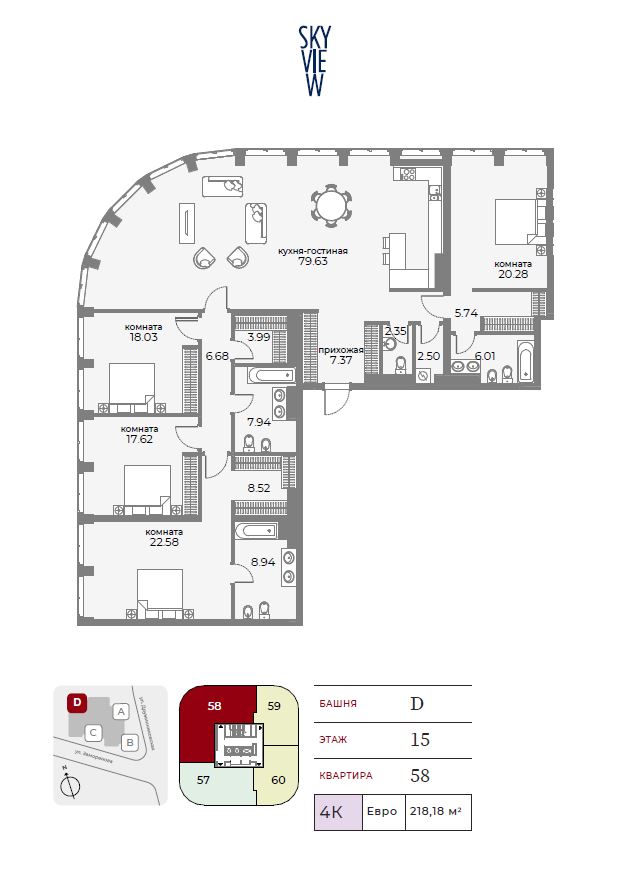 SKY
VIE
W
кухня-гостиная
79.63
комната
20.28
5.74
комната
18.03
3.99
6.68
2.35
прихожая
7.37
2.50
6.01
7.94
комната
17.62
8.52
комната
22.58
8.94
D
A
C
B
ул. Дружинниковская
ул. Заморенова
N
58
59
57
60
БАШНЯ D
ЭТАЖ 15
КВАРТИРА 58
4К Евро 218,18 м²